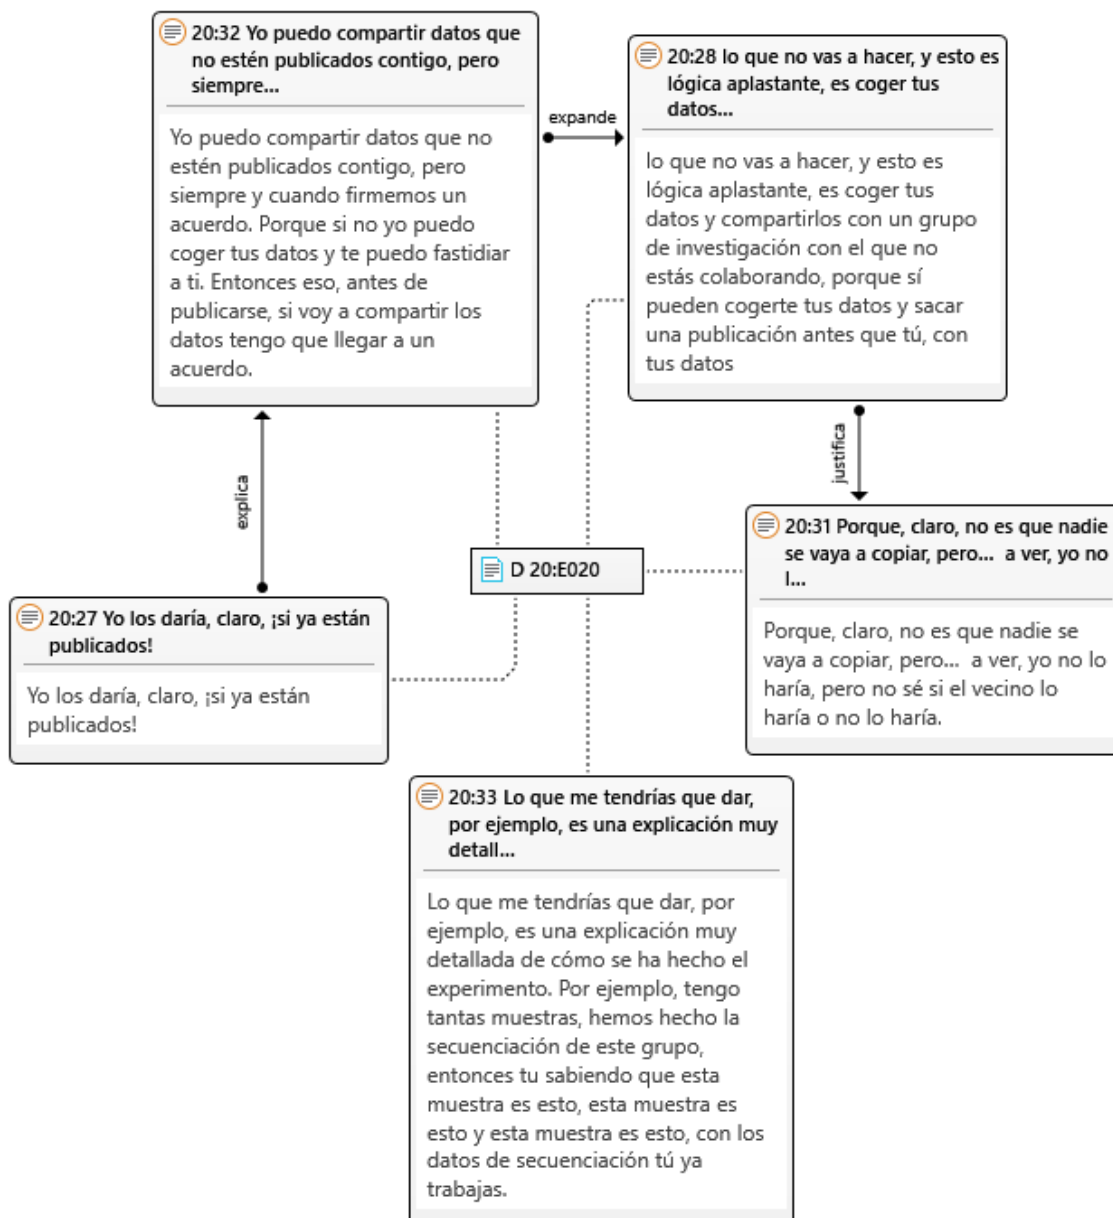 20:32 Yo puedo compartir datos que
no estén publicados contigo, pero
siempre...
Yo puedo compartir datos que no
estén publicados contigo, pero
siempre y cuando firmemos un
acuerdo. Porque si no yo puedo
coger tus datos y te puedo fastidiar
a ti. Entonces eso, antes de
publicarse, si voy a compartir los
datos tengo que llegar a un
acuerdo.
expande
20:28 lo que no vas a hacer, y esto es
lógica aplastante, es coger tus
datos...
lo que no vas a hacer, y esto es
lógica aplastante, es coger tus
datos y compartirlos con un grupo
de investigación con el que no
estás colaborando, porque sí
pueden cogerte tus datos y sacar
una publicación antes que tú, con
tus datos
justifica
explica
20:31 Porque, claro, no es que nadie
se vaya a copiar, pero... a ver, yo no
l...
Porque, claro, no es que nadie se
vaya a copiar, pero... a ver, yo no lo
haría, pero no sé si el vecino lo
haría o no lo haría.
D 20:E020
20:27 Yo los daría, claro, ¡si ya están
publicados!
Yo los daría, claro, ¡si ya están
publicados!
20:33 Lo que me tendrías que dar,
por ejemplo, es una explicación muy
detall...
Lo que me tendrías que dar, por
ejemplo, es una explicación muy
detallada de cómo se ha hecho el
experimento. Por ejemplo, tengo
tantas muestras, hemos hecho la
secuenciación de este grupo,
entonces tu sabiendo que esta
muestra es esto, esta muestra es
esto y esta muestra es esto, con los
datos de secuenciación tú ya
trabajas.